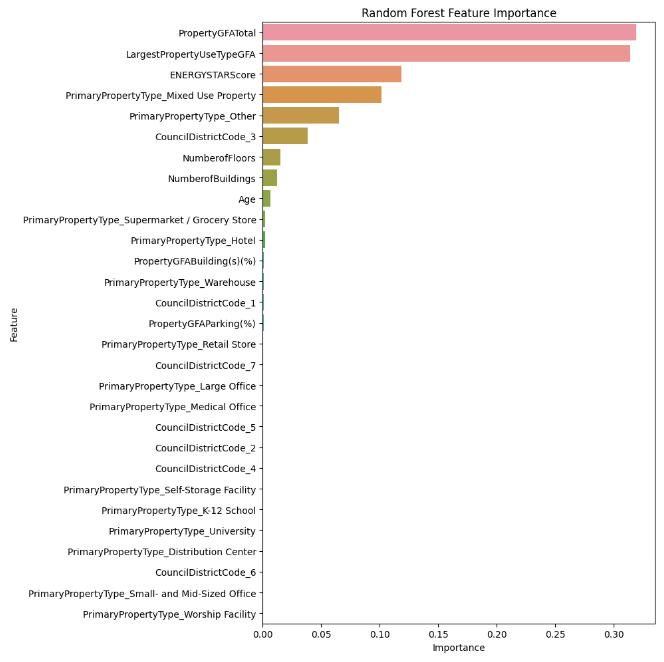 Random Forest Feature Importance
PropertyGFATotal
LargestPropertyUseTypeGFA
ENERGYSTARScore
PrimaryPropertyType_Mixed Use Property
PrimaryPropertyType_Other
CouncilDistrictCode_3
NumberofFloors
NumberofBuildings
Age
PrimaryPropertyType_Supermarket / Grocery Store
PrimaryPropertyType_Hotel
PropertyGFABuilding(s)(%)
PrimaryPropertyType_Warehouse
CouncilDistrictCode_1
PropertyGFAParking(%)
PrimaryPropertyType_Retail Store
CouncilDistrictCode_7
PrimaryPropertyType_Large Office
PrimaryPropertyType_Medical Office
CouncilDistrictCode_5
CouncilDistrictCode_2
CouncilDistrictCode_4
PrimaryPropertyType_Self-Storage Facility
PrimaryPropertyType_K-12 School
PrimaryPropertyType_University
PrimaryPropertyType_Distribution Center
CouncilDistrictCode_6
PrimaryPropertyType_Small- and Mid-Sized Office
PrimaryPropertyType_Worship Facility
Feature
0.00 0.05 0.10 0.15 0.20 0.25 0.30
Importance